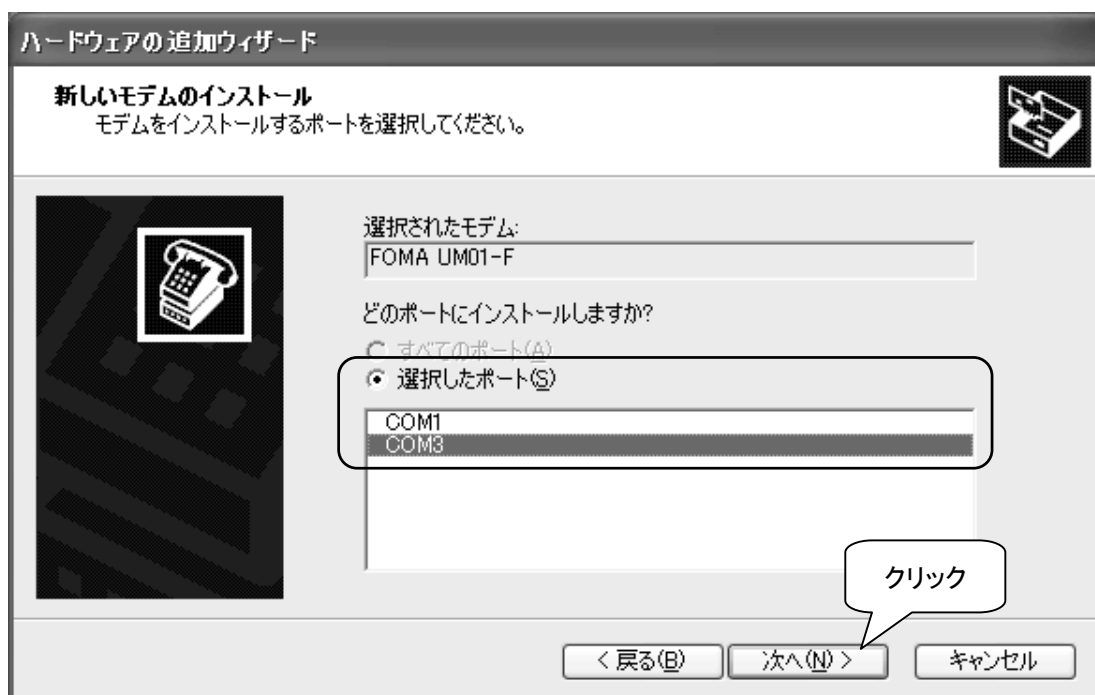 ハードウェアの追加ウィザード
新しいモデムのインストール
モデムをインストールするポートを選択してください。
選択されたモデム:
FOMA UM01-F
どのポートにインストールしますか?
すべてのポート(A)
選択したポート(S)
COM1
COM3
クリック
< 戻る(B)
次へ(N) >
キャンセル